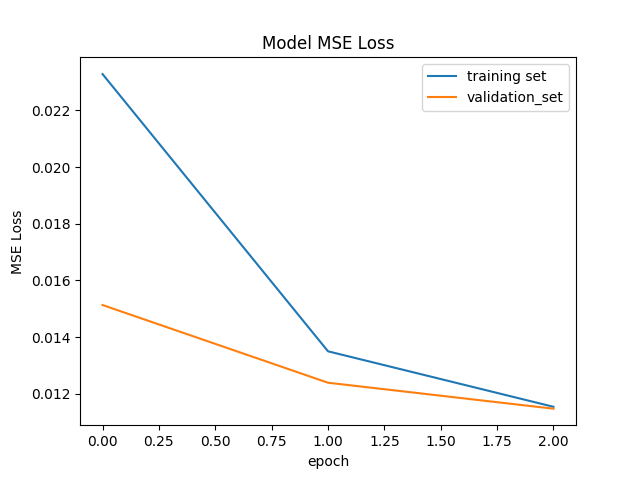 Model MSE Loss
training set
validation_set
0.022
0.020
0.018
0.016
0.014
0.012
MSE Loss
0.00 0.25 0.50 0.75 1.00 1.25 1.50 1.75 2.00
epoch